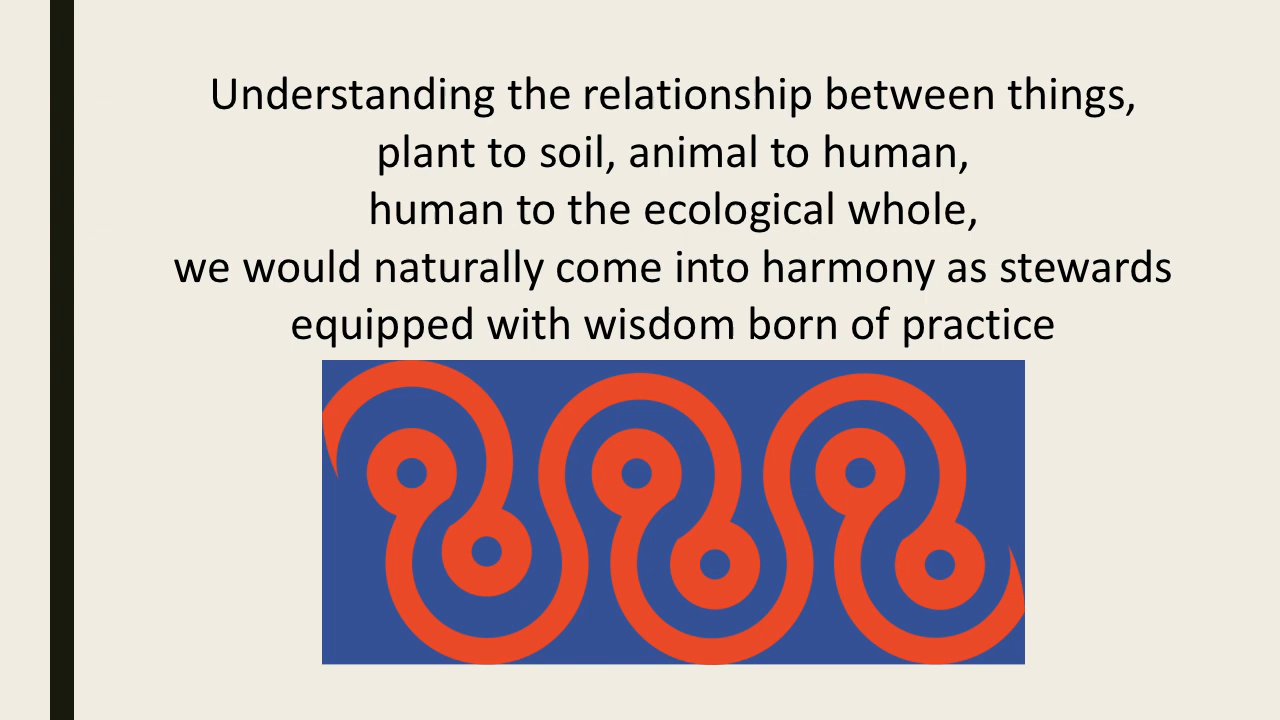 Understanding the relationship between things,
plant to soil, animal to human,
human to the ecological whole,
we would naturally come into harmony as stewards
equipped with wisdom born of practice